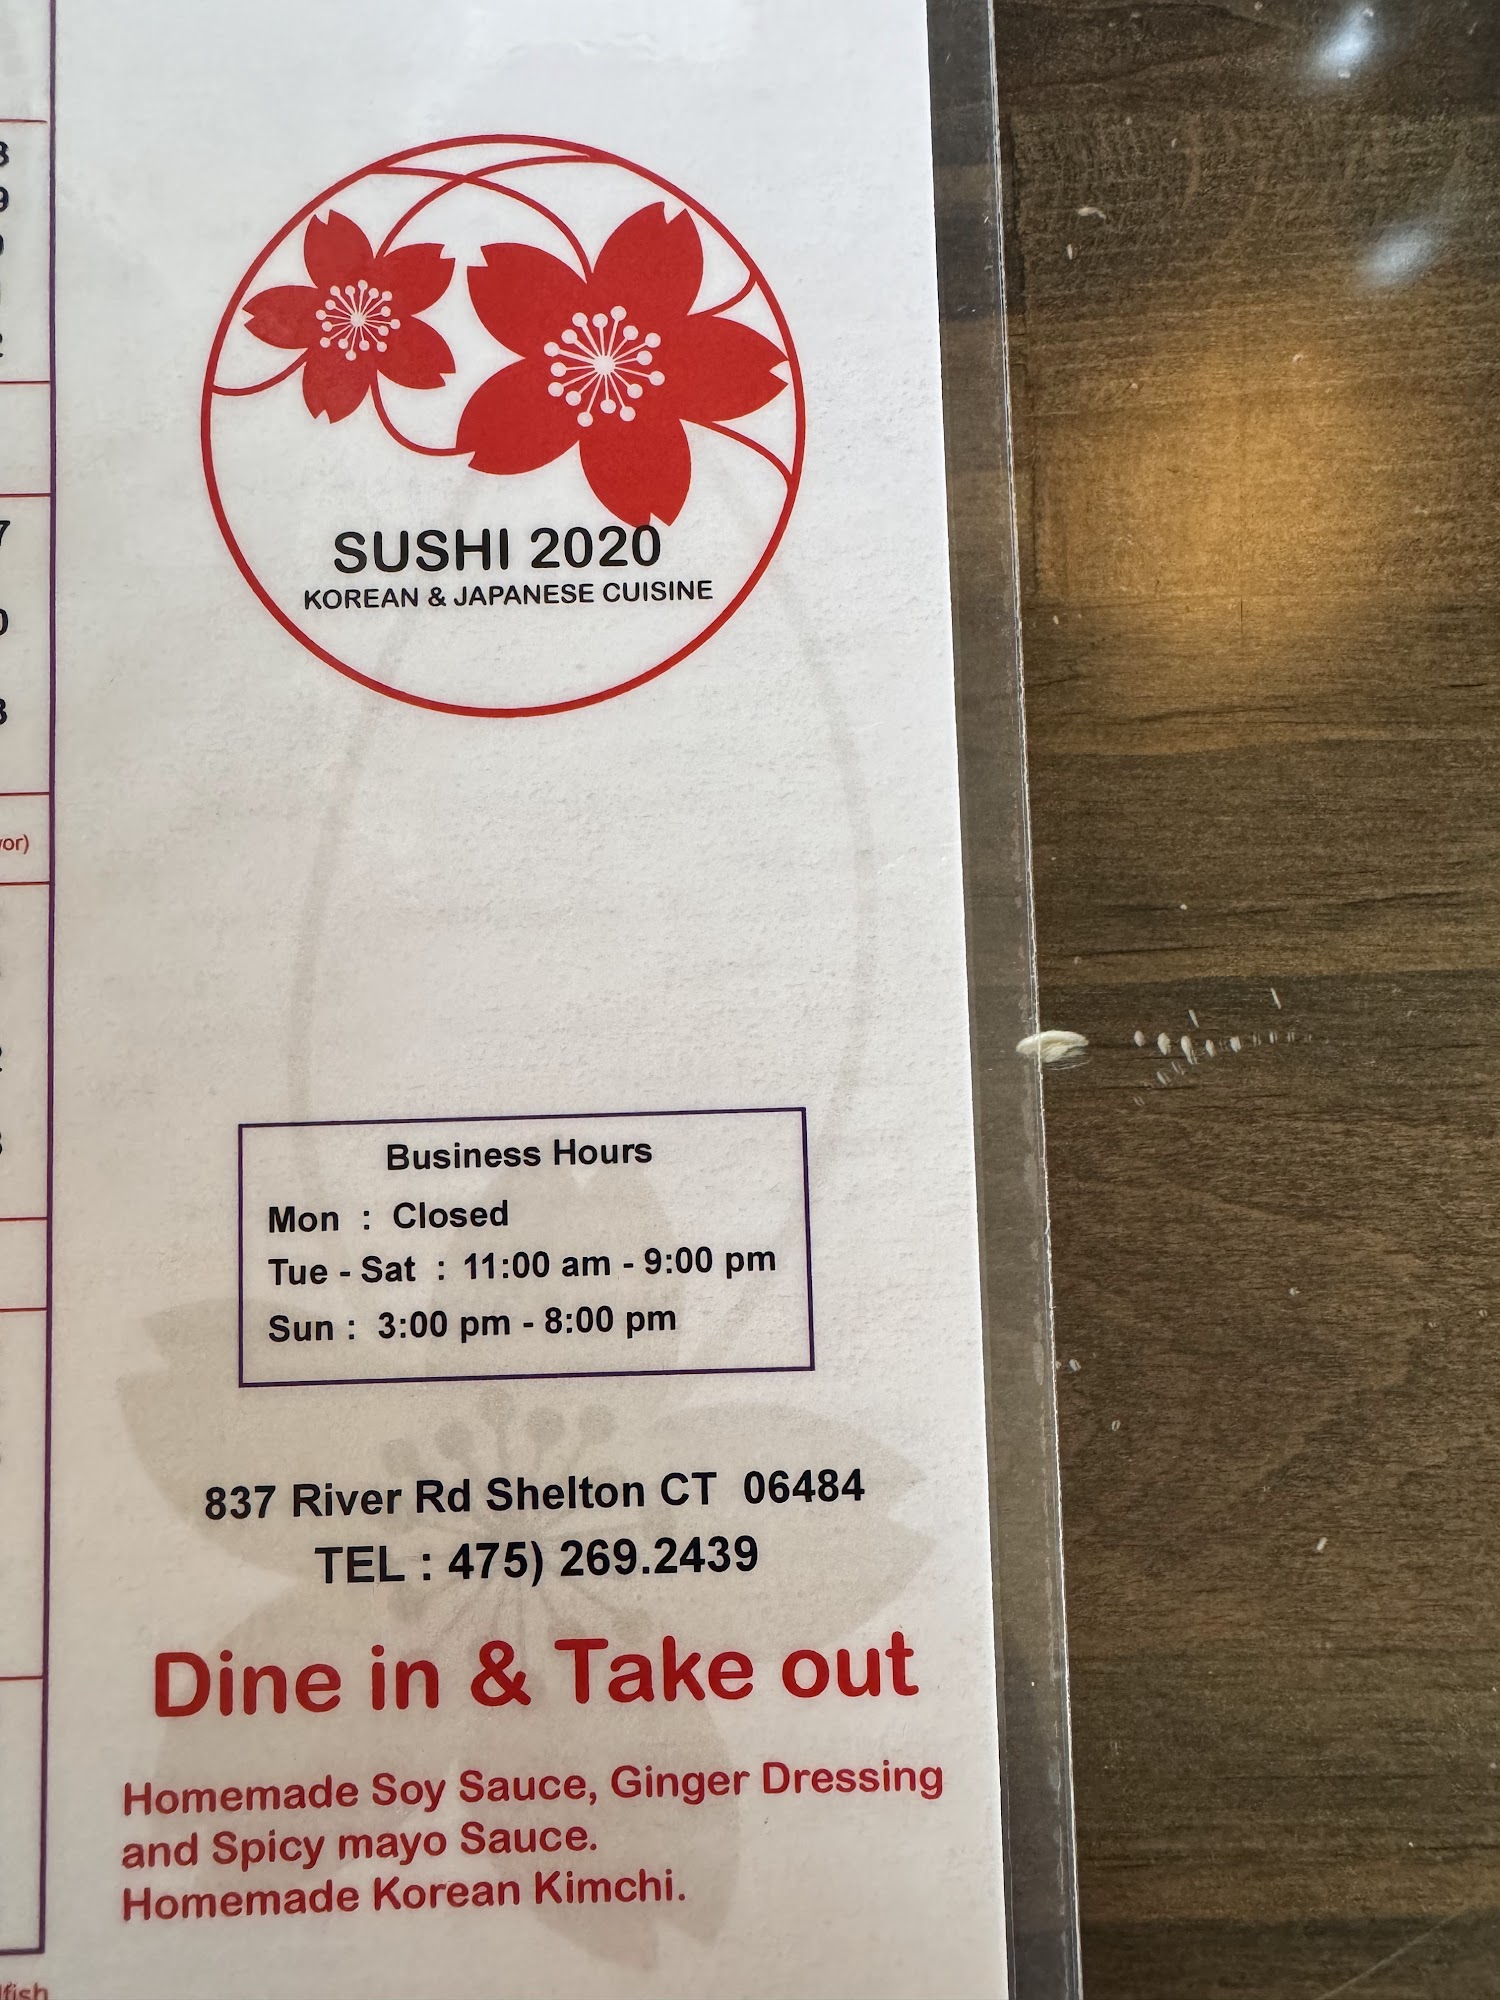 SUSHI 2020
KOREAN & JAPANESE CUISINE
Business Hours
Mon : Closed
Tue - Sat : 11:00 am - 9:00 pm
Sun : 3:00 pm - 8:00 pm
837 River Rd Shelton CT 06484
TEL : 475) 269.2439
Dine in & Take out
Homemade Soy Sauce, Ginger Dressing
and Spicy mayo Sauce.
Homemade Korean Kimchi.